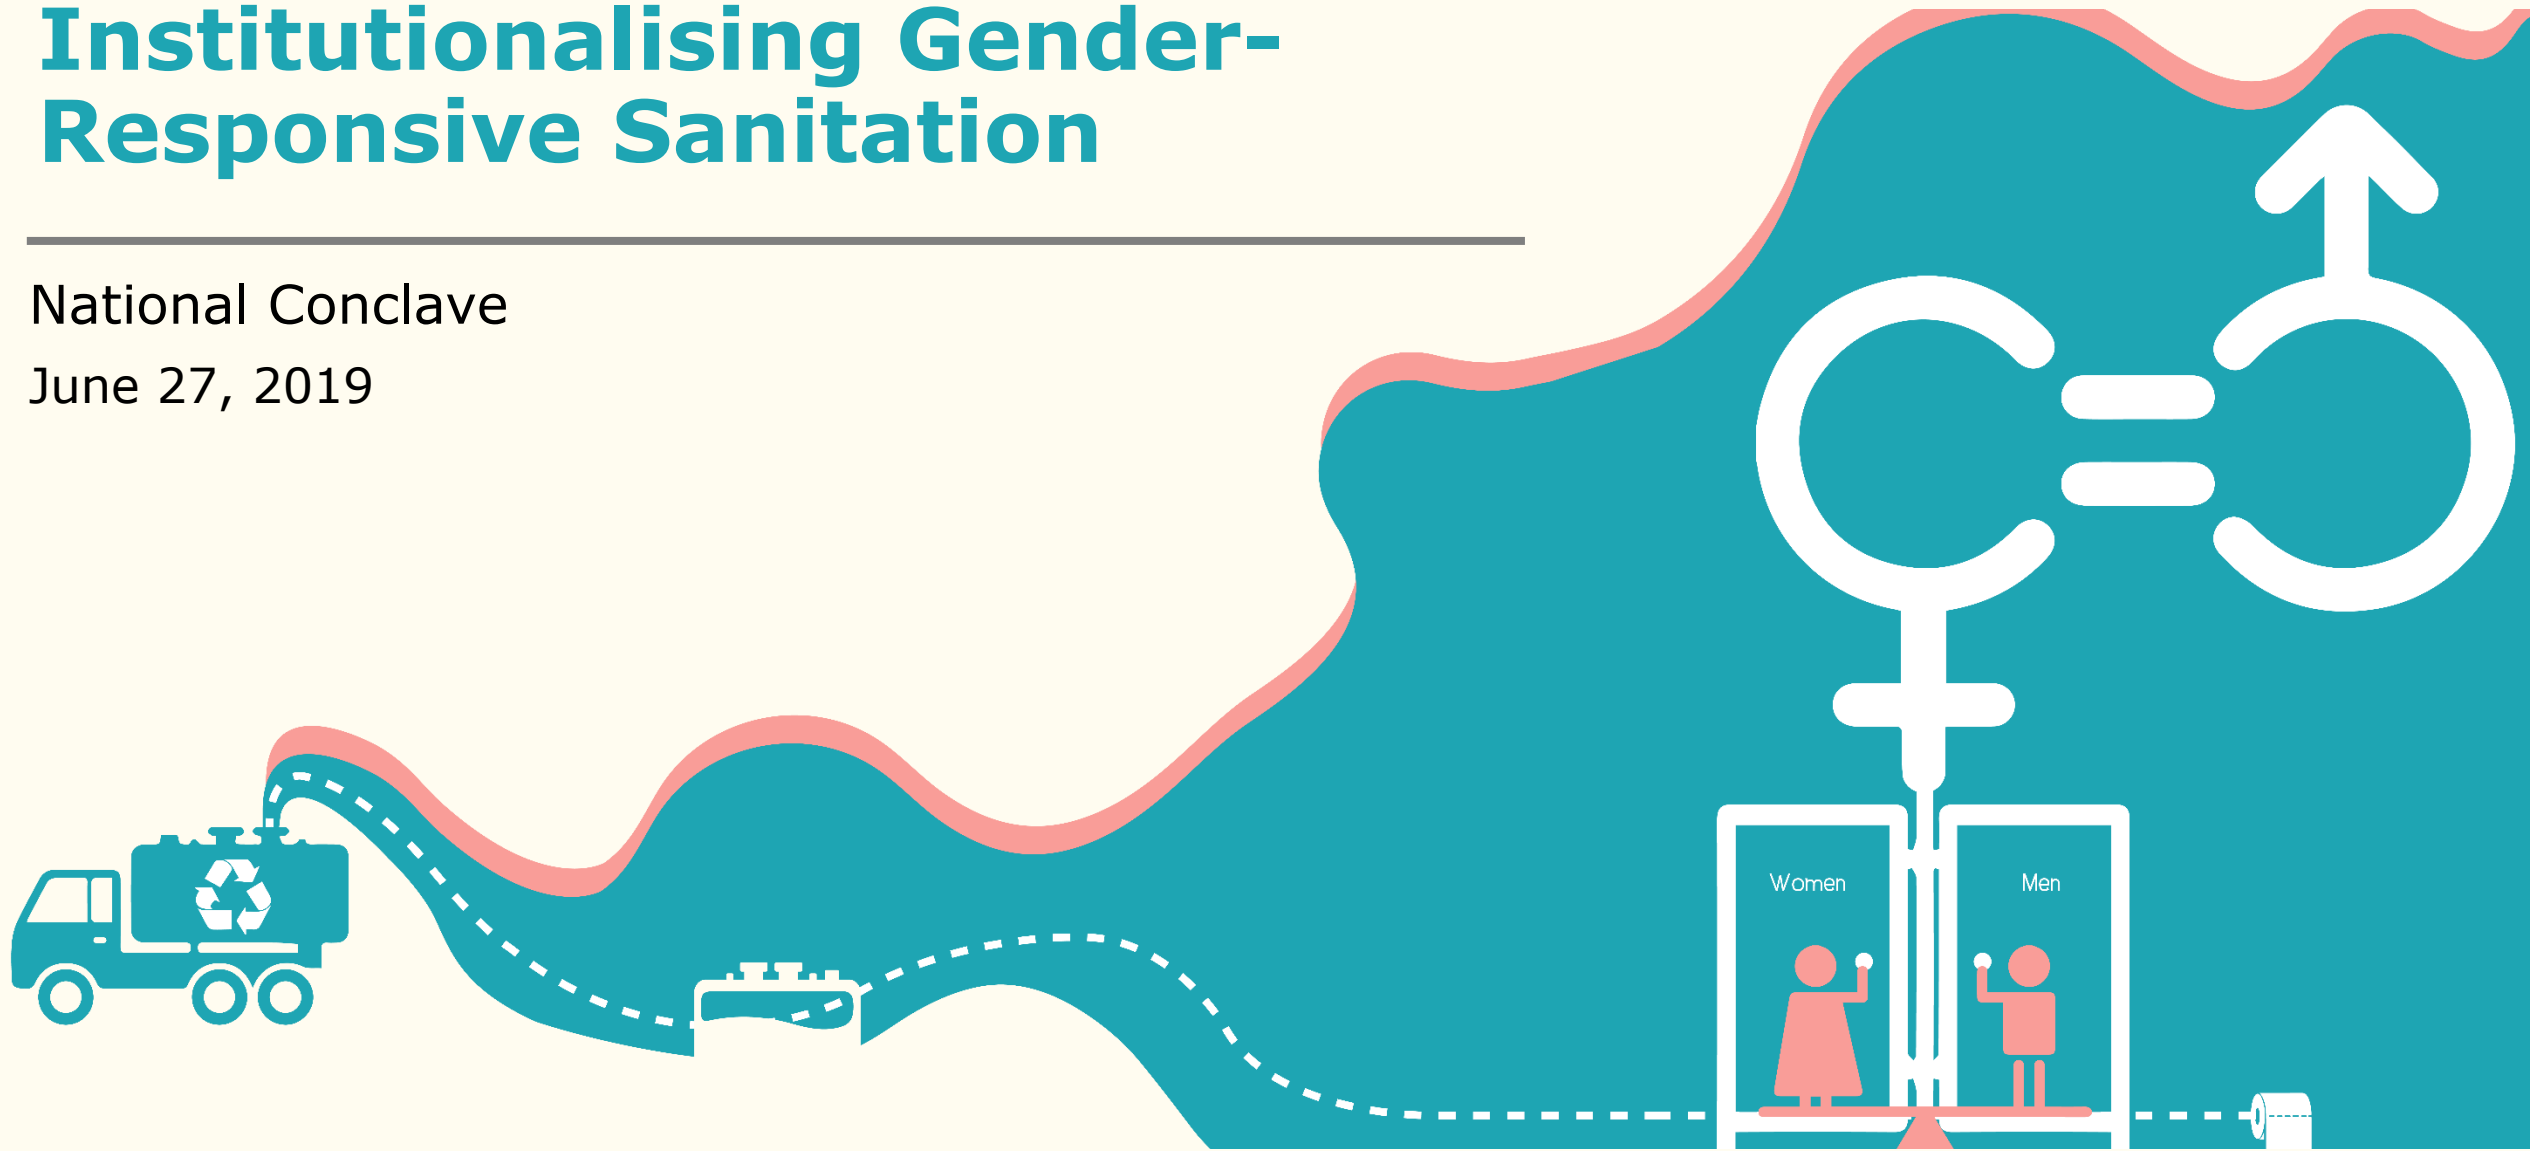 Institutionalising Gender-
Responsive Sanitation
National Conclave
June 27, 2019
Women
Men